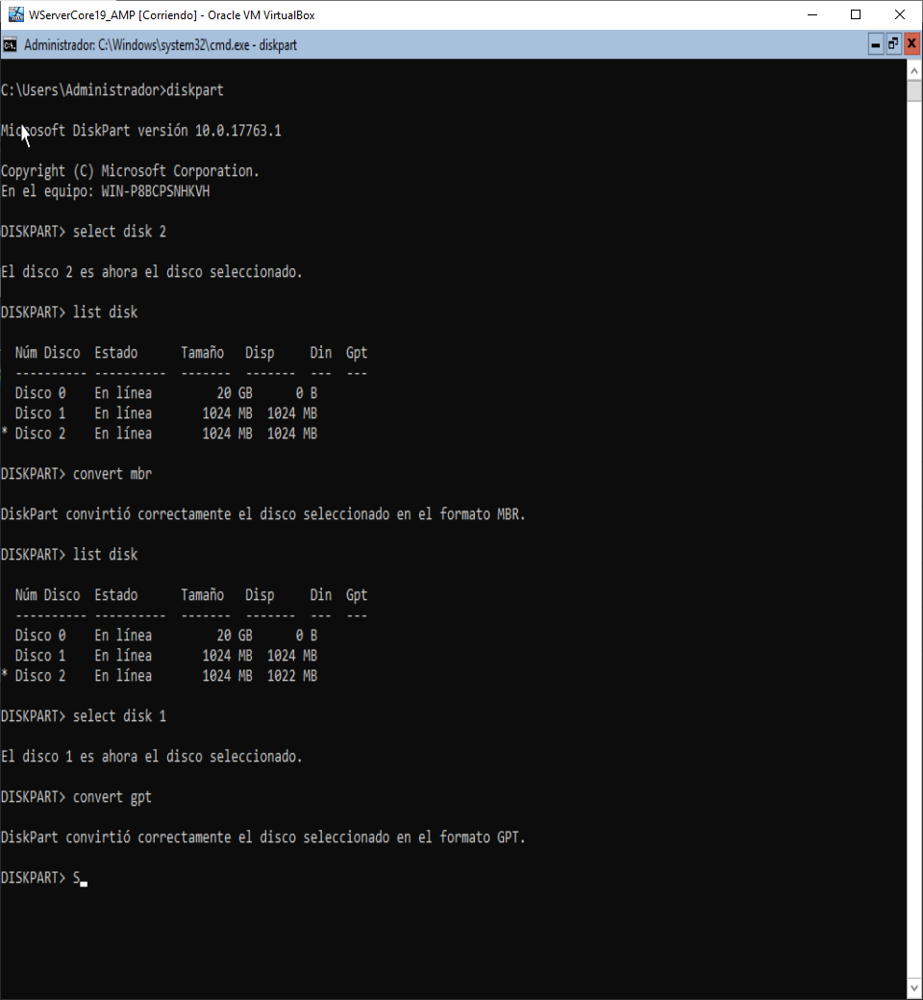 WServerCore19_AMP [Corriendo] - Oracle VM VirtualBox
Administrador: C:\Windows\system32\cmd.exe - diskpart
C:\Users\Administrador>diskpart
Microsoft DiskPart versión 10.0.17763.1
Copyright (C) Microsoft Corporation.
En el equipo: WIN-P8BCPSNHKVH
DISKPART> select disk 2
El disco 2 es ahora el disco seleccionado.
DISKPART> list disk
  Núm Disco  Estado      Tamaño   Disp     Din  Gpt
  ---------- ----------  -------  -------  ---  ---
  Disco 0    En línea         20 GB      0 B
  Disco 1    En línea       1024 MB  1024 MB
* Disco 2    En línea       1024 MB  1024 MB
DISKPART> convert mbr
DiskPart convirtió correctamente el disco seleccionado en el formato MBR.
DISKPART> list disk
  Núm Disco  Estado      Tamaño   Disp     Din  Gpt
  ---------- ----------  -------  -------  ---  ---
  Disco 0    En línea         20 GB      0 B
  Disco 1    En línea       1024 MB  1024 MB
* Disco 2    En línea       1024 MB  1022 MB
DISKPART> select disk 1
El disco 1 es ahora el disco seleccionado.
DISKPART> convert gpt
DiskPart convirtió correctamente el disco seleccionado en el formato GPT.
DISKPART> S